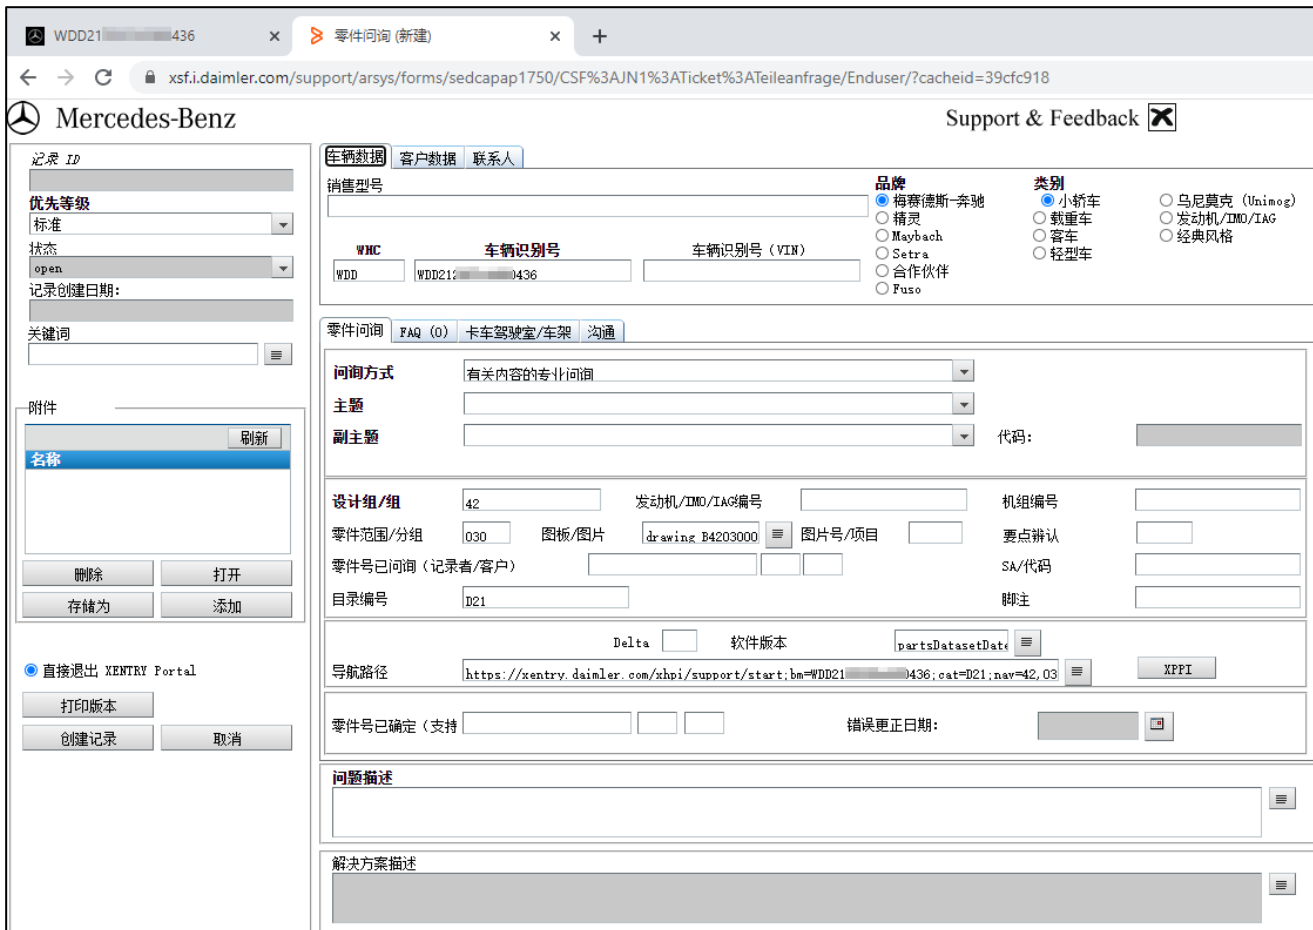 WDD21 436
零件问询 (新建)
xsf.i.daimler.com/support/arsys/forms/sedcapap1750/CSF%3AJN1%3ATicket%3ATeileanfrage/Enduser/?cacheid=39cfc918
Mercedes-Benz
Support & Feedback
记录 ID
优先等级
标准
状态
open
记录创建日期:
关键词
附件
刷新
名称
删除 打开
存储为 添加
直接退出 XENTRY Portal
打印版本
创建记录 取消
车辆数据 客户数据 联系人
销售型号
WHC 车辆识别号 车辆识别号 (VIN)
WDD WDD212 0436
品牌
梅赛德斯-奔驰
精灵
Maybach
Setra
合作伙伴
Fuso
类别
小轿车
载重车
客车
轻型车
乌尼莫克 (Unimog)
发动机/IMO/IAG
经典风格
零件问询 FAQ (0) 卡车驾驶室/车架 沟通
问询方式 有关内容的专业问询
主题
副主题 代码:
设计组/组 42 发动机/IMO/IAG编号 机组编号
零件范围/分组 030 图板/图片 drawing B4203000 图片号/项目 要点辨认
零件号已问询 (记录者/客户) SA/代码
目录编号 D21 脚注
Delta 软件版本 partsDatasetDate
导航路径 https://xentry.daimler.com/xhpi/support/start;bm=WDD21 0436;cat=D21;nav=42,03 XPPI
零件号已确定 (支持 错误更正日期:
问题描述
解决方案描述